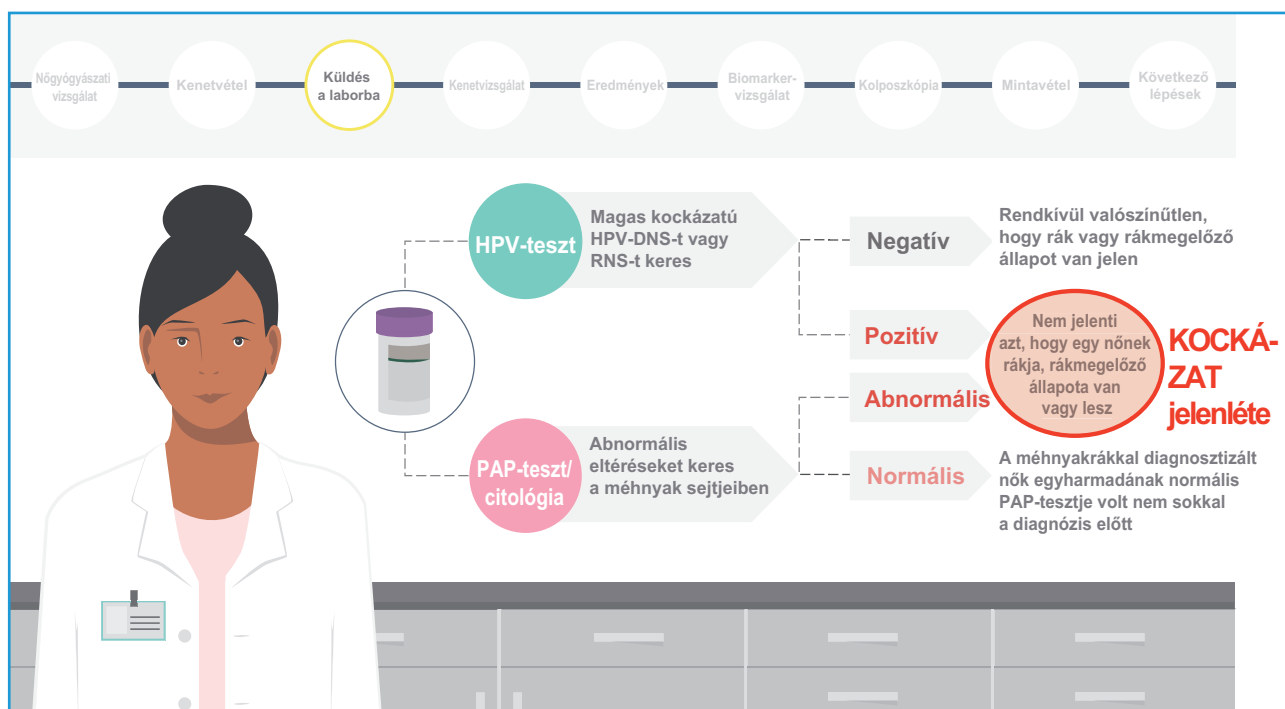 Nőgyógyászati
vizsgálat
Kenetvétel
Küldés
a laborba
Kenetvizsgálat
Eredmények
Biomarker-
vizsgálat
Kolposzkópia
Mintavétel
Következő
lépések
HPV-teszt
Magas kockázatú
HPV-DNS-t vagy
RNS-t keres
Negatív
Rendkívül valószínűtlen,
hogy rák vagy rákmegelőző
állapot van jelen
Pozitív
Nem jelenti
azt, hogy egy nőnek
rákja, rákmegelőző
állapota van
vagy lesz
KOCKÁ-
ZAT
jelenléte
Abnormális
PAP-teszt/
citológia
Abnormális
eltéréseket keres
a méhnyak sejtjeiben
Normális
A méhnyakrákkal diagnosztizált
nők egyharmadának normális
PAP-tesztje volt nem sokkal
a diagnózis előtt